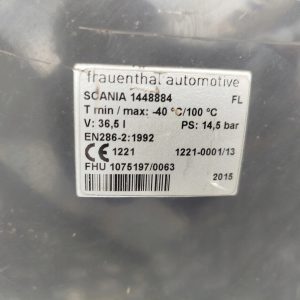 frauenthal automotive
SCANIA 1448884 FL
T min / max: -40 °C/100 °C
V: 36,5 l PS: 14,5 bar
EN286-2:1992
CE 1221 1221-0001/13
FHU 1075197/0063
2015